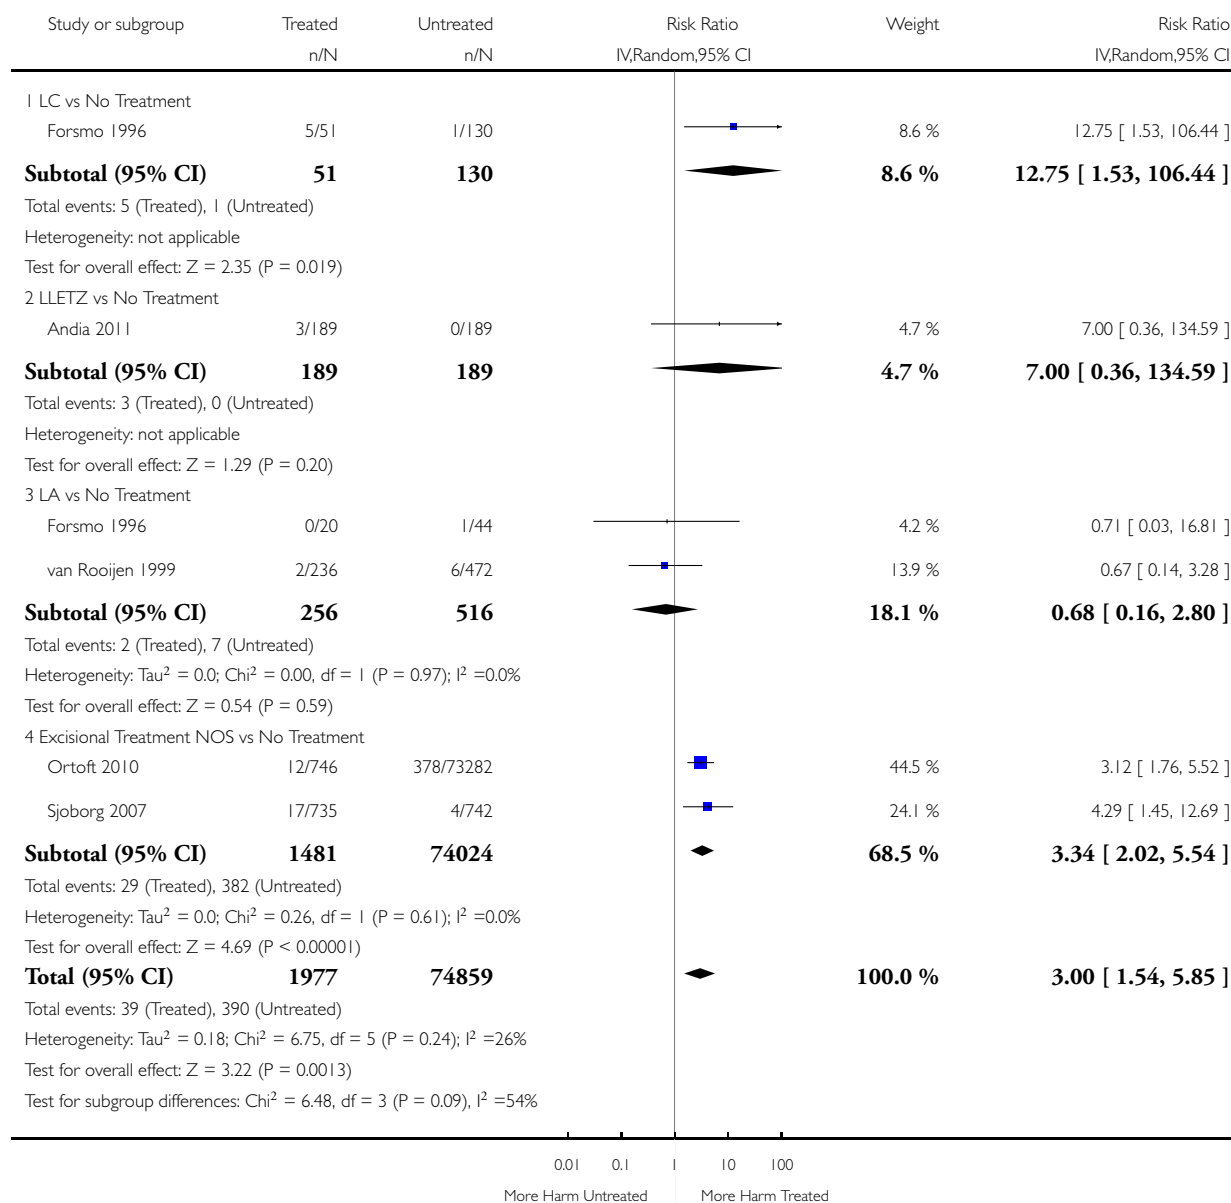 Study or subgroup Treated Untreated Risk Ratio Weight Risk Ratio
n/N n/N IV,Random,95% CI IV,Random,95% CI
1 LC vs No Treatment
Forsmo 1996 5/51 1/130 8.6 % 12.75 [ 1.53, 106.44 ]
Subtotal (95% CI) 51 130 8.6 % 12.75 [ 1.53, 106.44 ]
Total events: 5 (Treated), 1 (Untreated)
Heterogeneity: not applicable
Test for overall effect: Z = 2.35 (P = 0.019)
2 LLETZ vs No Treatment
Andia 2011 3/189 0/189 4.7 % 7.00 [ 0.36, 134.59 ]
Subtotal (95% CI) 189 189 4.7 % 7.00 [ 0.36, 134.59 ]
Total events: 3 (Treated), 0 (Untreated)
Heterogeneity: not applicable
Test for overall effect: Z = 1.29 (P = 0.20)
3 LA vs No Treatment
Forsmo 1996 0/20 1/44 4.2 % 0.71 [ 0.03, 16.81 ]
van Rooijen 1999 2/236 6/472 13.9 % 0.67 [ 0.14, 3.28 ]
Subtotal (95% CI) 256 516 18.1 % 0.68 [ 0.16, 2.80 ]
Total events: 2 (Treated), 7 (Untreated)
Heterogeneity: Tau² = 0.0; Chi² = 0.00, df = 1 (P = 0.97); I² =0.0%
Test for overall effect: Z = 0.54 (P = 0.59)
4 Excisional Treatment NOS vs No Treatment
Ortoft 2010 12/746 378/73282 44.5 % 3.12 [ 1.76, 5.52 ]
Sjoborg 2007 17/735 4/742 24.1 % 4.29 [ 1.45, 12.69 ]
Subtotal (95% CI) 1481 74024 68.5 % 3.34 [ 2.02, 5.54 ]
Total events: 29 (Treated), 382 (Untreated)
Heterogeneity: Tau² = 0.0; Chi² = 0.26, df = 1 (P = 0.61); I² =0.0%
Test for overall effect: Z = 4.69 (P < 0.00001)
Total (95% CI) 1977 74859 100.0 % 3.00 [ 1.54, 5.85 ]
Total events: 39 (Treated), 390 (Untreated)
Heterogeneity: Tau² = 0.18; Chi² = 6.75, df = 5 (P = 0.24); I² =26%
Test for overall effect: Z = 3.22 (P = 0.0013)
Test for subgroup differences: Chi² = 6.48, df = 3 (P = 0.09), I² =54%
0.01 0.1 1 10 100
More Harm Untreated More Harm Treated